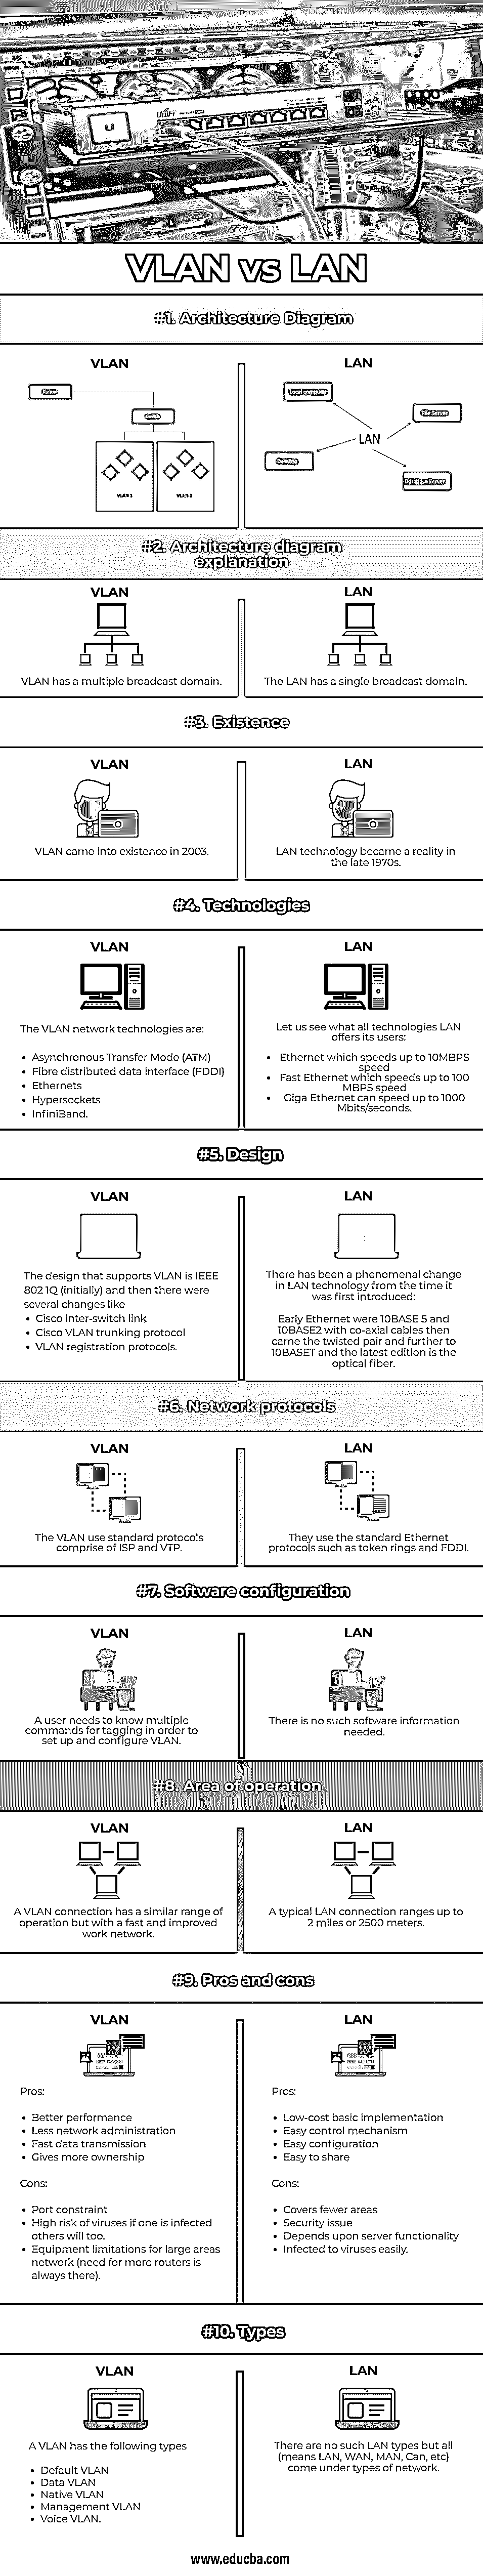 UniFi
VLAN vs LAN
#1. Architecture Diagram
VLAN
LAN
Router
Switch
VLAN 1
VLAN 2
Local computer
File Server
LAN
Desktop
Database Server
#2. Architecture diagram
explanation
VLAN
LAN
VLAN has a multiple broadcast domain.
The LAN has a single broadcast domain.
#3. Existence
VLAN
LAN
VLAN came into existence in 2003.
LAN technology became a reality in
the late 1970s.
#4. Technologies
VLAN
The VLAN network technologies are:
• Asynchronous Transfer Mode (ATM)
• Fibre distributed data interface (FDDI)
• Ethernets
• Hypersockets
• InfiniBand.
LAN
Let us see what all technologies LAN
offers its users:
• Ethernet which speeds up to 10MBPS
speed
• Fast Ethernet which speeds up to 100
MBPS speed
• Giga Ethernet can speed up to 1000
Mbits/seconds.
#5. Design
VLAN
The design that supports VLAN is IEEE
802 1Q (initially) and then there were
several changes like
• Cisco inter-switch link
• Cisco VLAN trunking protocol
• VLAN registration protocols.
LAN
There has been a phenomenal change
in LAN technology from the time it
was first introduced:
Early Ethernet were 10BASE 5 and
10BASE2 with co-axial cables then
came the twisted pair and further to
10BASET and the latest edition is the
optical fiber.
#6. Network protocols
VLAN
The VLAN use standard protocols
comprise of ISP and VTP.
LAN
They use the standard Ethernet
protocols such as token rings and FDDI.
#7. Software configuration
VLAN
A user needs to know multiple
commands for tagging in order to
set up and configure VLAN.
LAN
There is no such software information
needed.
#8. Area of operation
VLAN
A VLAN connection has a similar range of
operation but with a fast and improved
work network.
LAN
A typical LAN connection ranges up to
2 miles or 2500 meters.
#9. Pros and cons
VLAN
Pros:
• Better performance
• Less network administration
• Fast data transmission
• Gives more ownership
Cons:
• Port constraint
• High risk of viruses if one is infected
others will too.
• Equipment limitations for large areas
network (need for more routers is
always there).
LAN
Pros:
• Low-cost basic implementation
• Easy control mechanism
• Easy configuration
• Easy to share
Cons:
• Covers fewer areas
• Security issue
• Depends upon server functionality
• Infected to viruses easily.
#10. Types
VLAN
A VLAN has the following types
• Default VLAN
• Data VLAN
• Native VLAN
• Management VLAN
• Voice VLAN.
LAN
There are no such LAN types but all
(means LAN, WAN, MAN, Can, etc)
come under types of network.
www.educba.com